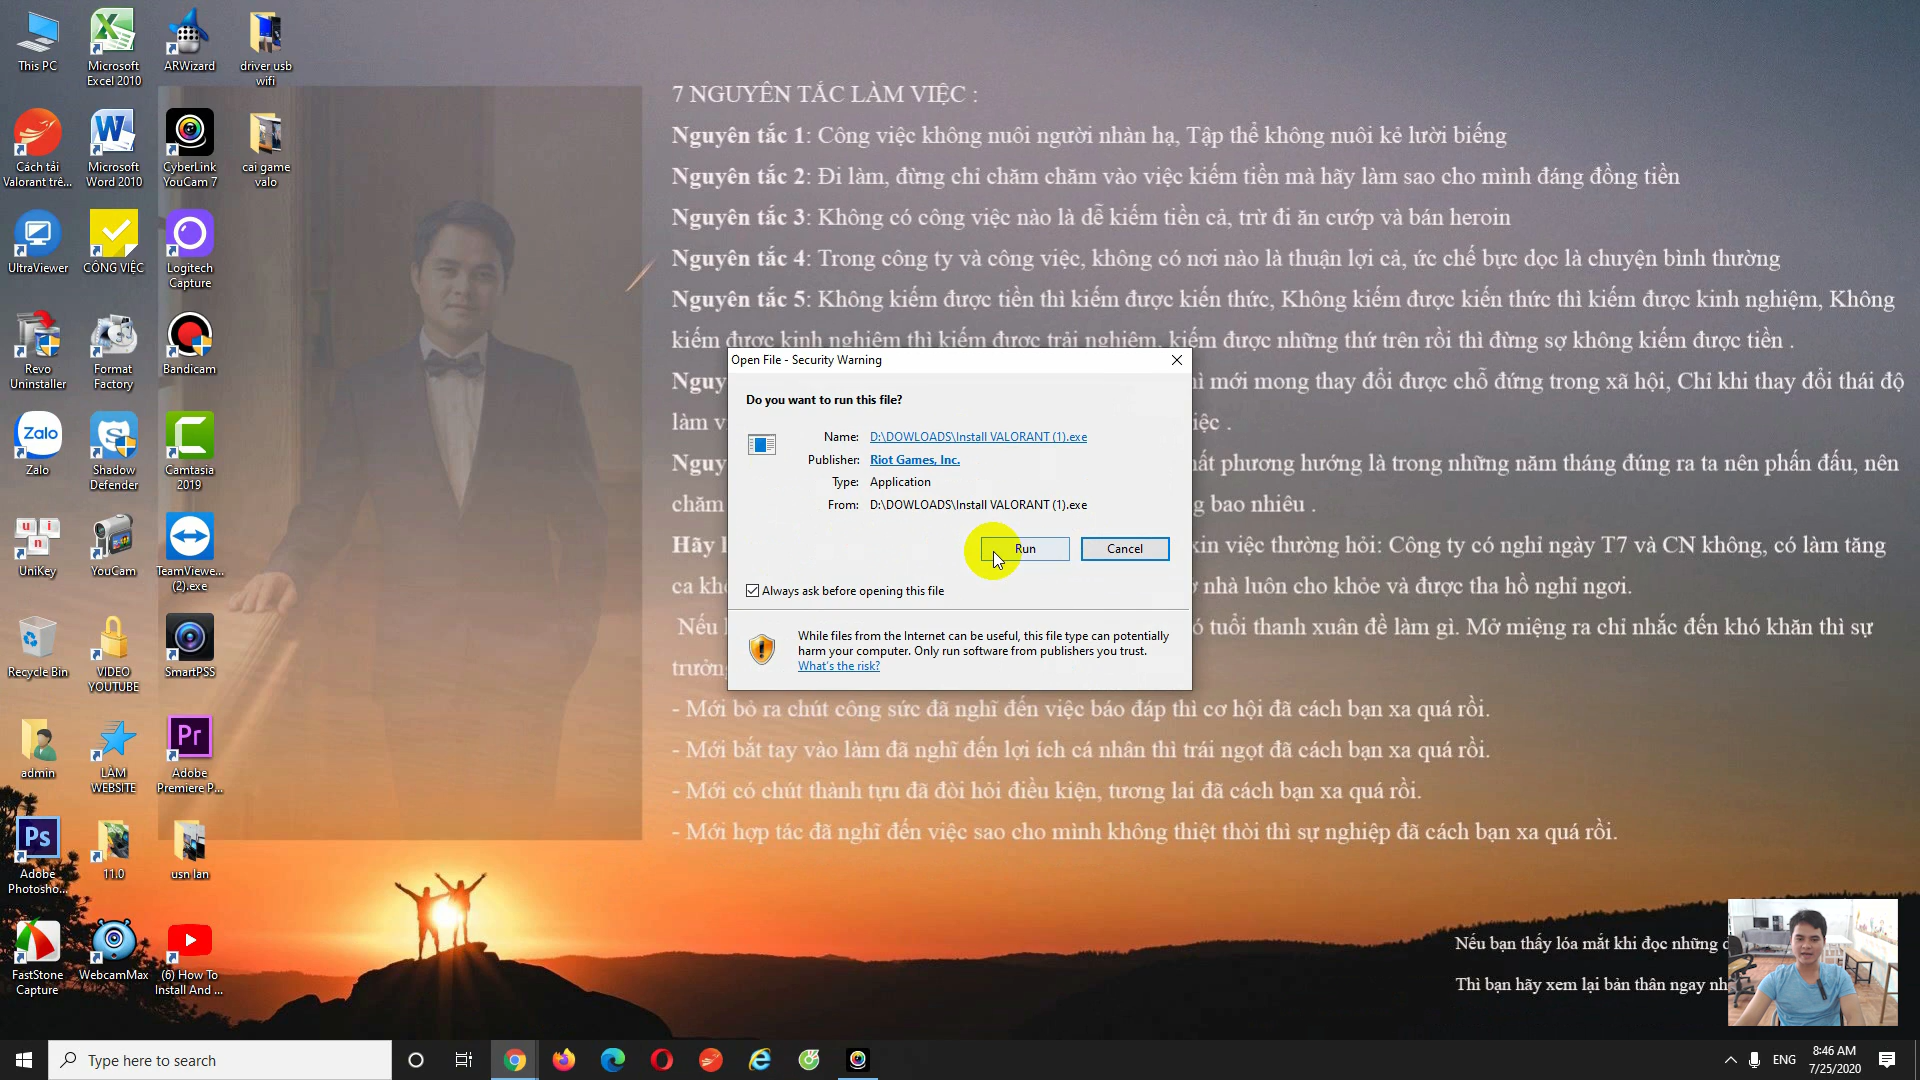 This PC
Microsoft
Excel 2010
ARWizard
driver usb
wifi
Cách tải
Valorant trê...
Microsoft
Word 2010
CyberLink
YouCam 7
cai game
valo
UltraViewer
CÔNG VIỆC
Logitech
Capture
Revo
Uninstaller
Format
Factory
Bandicam
Zalo
Zalo
Shadow
Defender
Camtasia
2019
u n i
UniKey
YouCam
TeamViewe...
(2).exe
Recycle Bin
VIDEO
YOUTUBE
SmartPSS
admin
LÀM
WEBSITE
Pr
Adobe
Premiere P...
Ps
Adobe
Photosho...
11.0
usn lan
FastStone
Capture
WebcamMax
(6) How To
Install And ...
7 NGUYÊN TẮC LÀM VIỆC :
Nguyên tắc 1: Công việc không nuôi người nhàn hạ, Tập thể không nuôi kẻ lười biếng
Nguyên tắc 2: Đi làm, đừng chỉ chăm chăm vào việc kiếm tiền mà hãy làm sao cho mình đáng đồng tiền
Nguyên tắc 3: Không có công việc nào là dễ kiếm tiền cả, trừ đi ăn cướp và bán heroin
Nguyên tắc 4: Trong công ty và công việc, không có nơi nào là thuận lợi cả, ức chế bực dọc là chuyện bình thường
Nguyên tắc 5: Không kiếm được tiền thì kiếm được kiến thức, Không kiếm được kiến thức thì kiếm được kinh nghiệm, Không
kiếm được kinh nghiệm thì kiếm được trải nghiệm, kiếm được những thứ trên rồi thì đừng sợ không kiếm được tiền .
mới mong thay đổi được chỗ đứng trong xã hội, Chỉ khi thay đổi thái độ
làm
phương hướng là trong những năm tháng đúng ra ta nên phấn đấu, nên
chăm bao nhiêu .
Hãy xin việc thường hỏi: Công ty có nghỉ ngày T7 và CN không, có làm tăng
ca nhà luôn cho khỏe và được tha hồ nghỉ ngơi.
Nếu tuổi thanh xuân đề làm gì. Mở miệng ra chỉ nhắc đến khó khăn thì sự
- Mới bỏ ra chút công sức đã nghĩ đến việc báo đáp thì cơ hội đã cách bạn xa quá rồi.
- Mới bắt tay vào làm đã nghĩ đến lợi ích cá nhân thì trái ngọt đã cách bạn xa quá rồi.
- Mới có chút thành tựu đã đòi hỏi điều kiện, tương lai đã cách bạn xa quá rồi.
- Mới hợp tác đã nghĩ đến việc sao cho mình không thiệt thòi thì sự nghiệp đã cách bạn xa quá rồi.
Nếu bạn thấy lóa mắt khi đọc những
Thì bạn hãy xem lại bản thân ngay
Open File - Security Warning
Do you want to run this file?
Name: D:\DOWLOADS\Install VALORANT (1).exe
Publisher: Riot Games, Inc.
Type: Application
From: D:\DOWLOADS\Install VALORANT (1).exe
Run Cancel
Always ask before opening this file
While files from the Internet can be useful, this file type can potentially
harm your computer. Only run software from publishers you trust.
What's the risk?
Type here to search
ENG
8:46 AM
7/25/2020